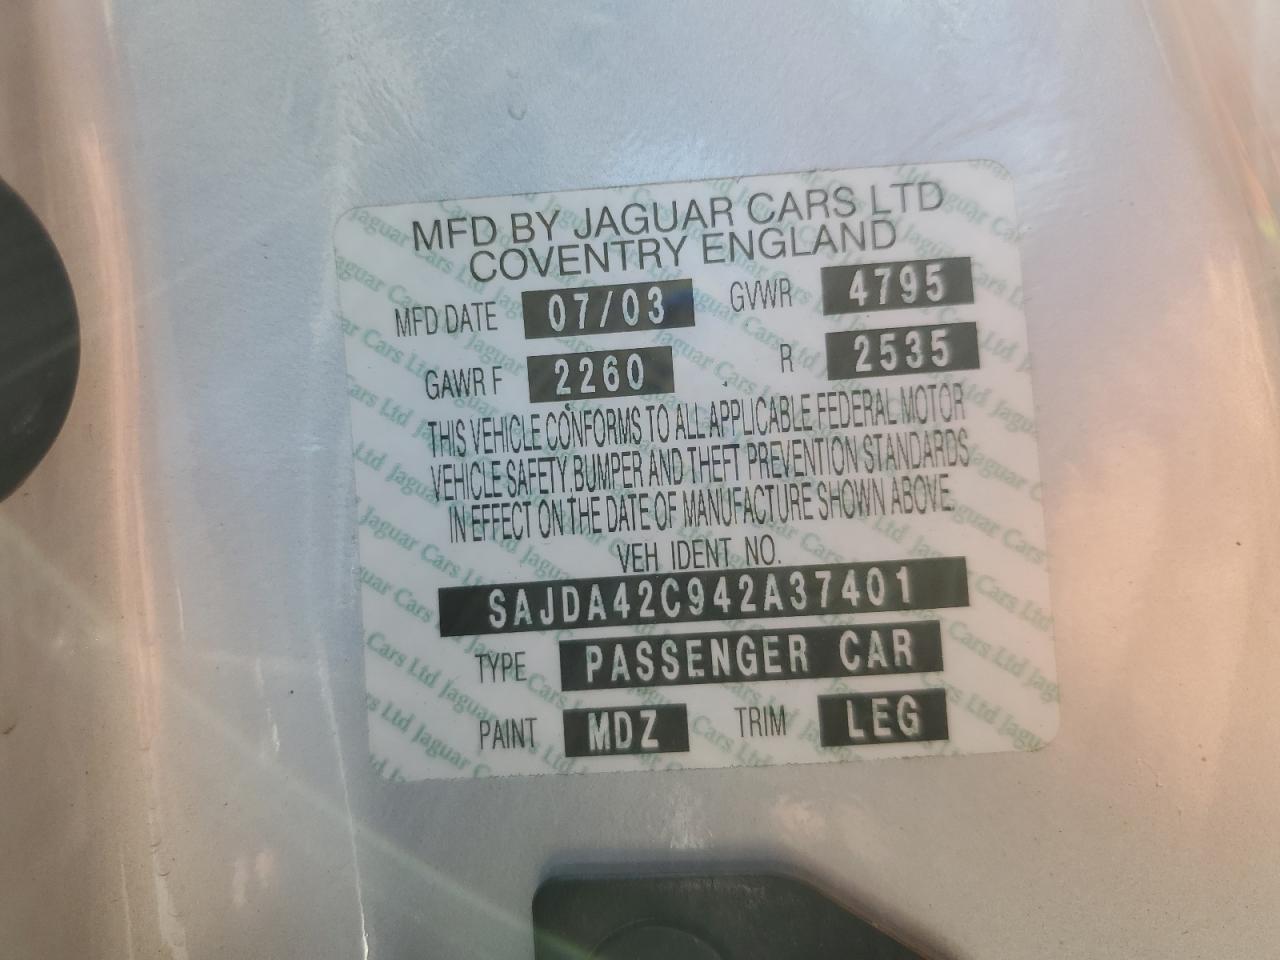 MFD BY JAGUAR CARS LTD
COVENTRY ENGLAND
MFD DATE 07/03 GVWR 4795
GAWR F 2260 R 2535
THIS VEHICLE CONFORMS TO ALL APPLICABLE FEDERAL MOTOR
VEHICLE SAFETY, BUMPER AND THEFT PREVENTION STANDARDS
IN EFFECT ON THE DATE OF MANUFACTURE SHOWN ABOVE.
VEH IDENT NO.
SAJDA42C942A37401
TYPE PASSENGER CAR
PAINT MDZ TRIM LEG